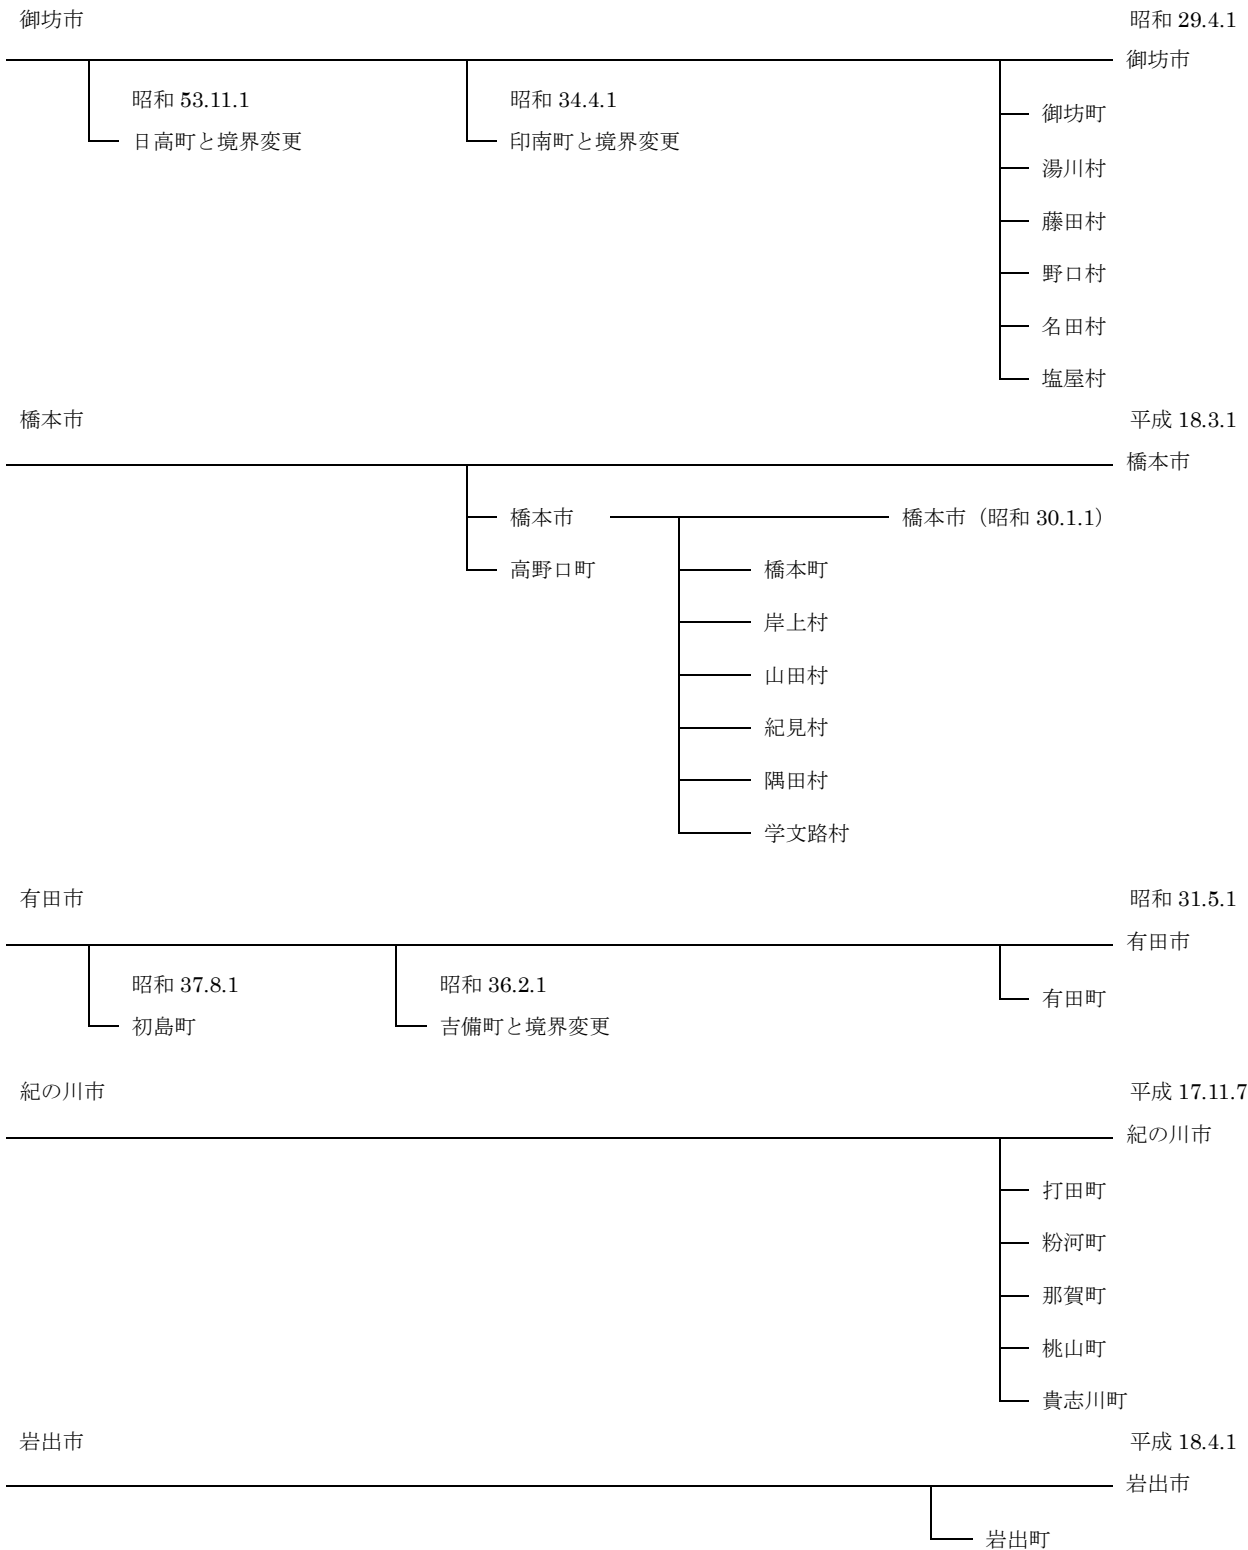 御坊市
昭和 29.4.1
御坊市
昭和 53.11.1
昭和 34.4.1
日高町と境界変更
印南町と境界変更
御坊町
湯川村
藤田村
野口村
名田村
塩屋村
橋本市
平成 18.3.1
橋本市
橋本市
橋本市（昭和 30.1.1）
高野口町
橋本町
岸上村
山田村
紀見村
隅田村
学文路村
有田市
昭和 31.5.1
有田市
昭和 37.8.1
昭和 36.2.1
有田町
初島町
吉備町と境界変更
紀の川市
平成 17.11.7
紀の川市
打田町
粉河町
那賀町
桃山町
貴志川町
岩出市
平成 18.4.1
岩出市
岩出町